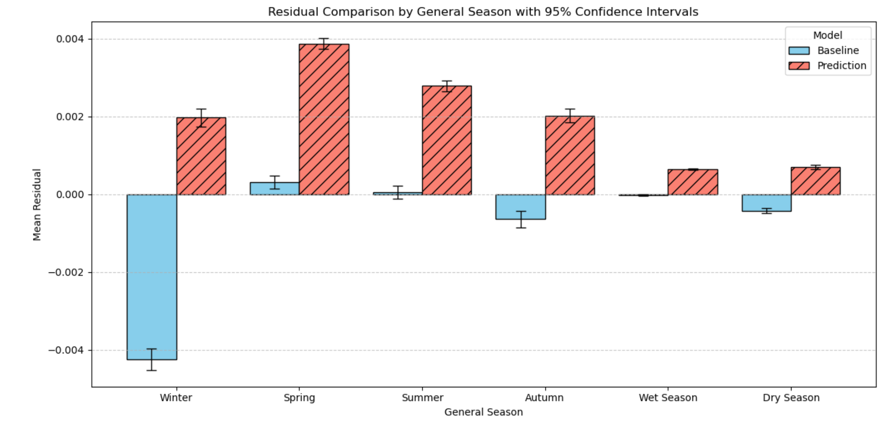 Residual Comparison by General Season with 95% Confidence Intervals
Model
Baseline
Prediction
0.004
0.002
0.000
−0.002
−0.004
Mean Residual
Winter
Spring
Summer
Autumn
Wet Season
Dry Season
General Season